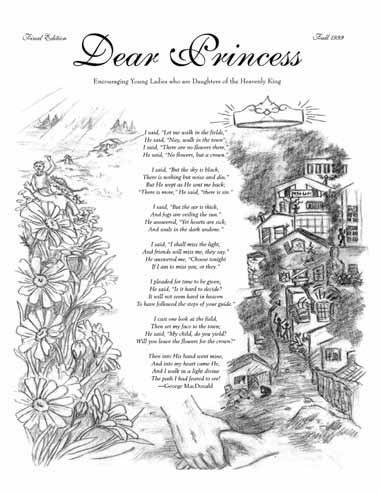 Final Edition
Fall 1999
Dear Princess
Encouraging Young Ladies who are Daughters of the Heavenly King
I said, "Let me walk in the fields,"
He said, "Nay, walk in the town";
I said, "There are no flowers there,"
He said, "No flowers, but a crown."
I said, "But the sky is black,
There is nothing but noise and din."
But He wept as He sent me back;
"There is more," He said, "there is sin."
I said, "But the air is thick,
And fogs are veiling the sun."
He answered, "Yet hearts are sick,
And souls in the dark undone."
I said, "I shall miss the light,
And friends will miss me, they say."
He answered me, "Choose tonight
If I am to miss you, or they."
I pleaded for time to be given;
He said, "Is it hard to decide?
It will not seem hard in heaven
To have followed the steps of your guide."
I cast one look at the field,
Then set my face to the town;
He said, "My child, do you yield?
Will you leave the flowers for the crown?"
Then into His hand went mine,
And into my heart came He,
And I walk in a light divine
The path I had feared to see!
—George MacDonald